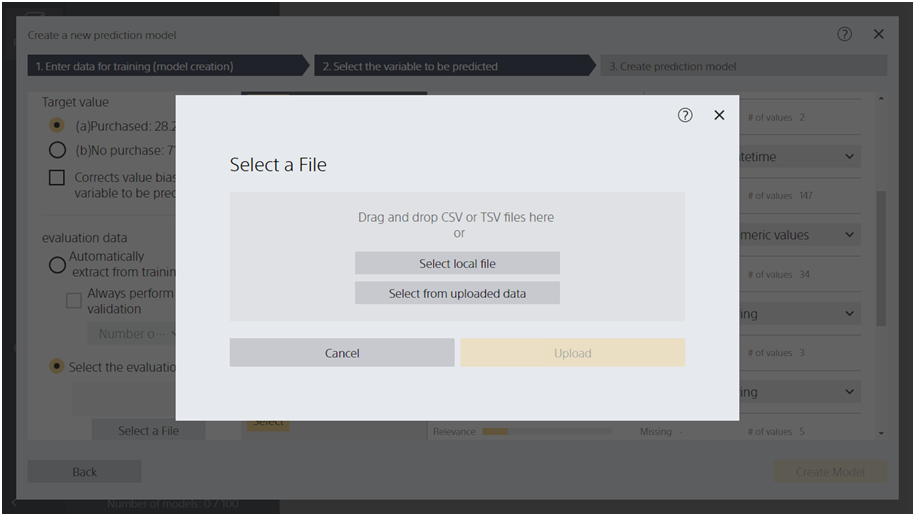 Create a new prediction model
1. Enter data for training (model creation)
2. Select the variable to be predicted
3. Create prediction model
Target value
(a)Purchased: 28.2
(b)No purchase: 7
Corrects value bias
variable to be pred
evaluation data
Automatically
extract from training
Always perform
validation
Number o···
Select the evaluation
Select a File
Select a File
Drag and drop CSV or TSV files here
or
Select local file
Select from uploaded data
Cancel
Upload
# of values 2
tetime
# of values 147
meric values
# of values 34
ing
# of values 3
ing
Select
Relevance
Missing -
# of values 5
Back
Create Model
Number of models: 0 / 100